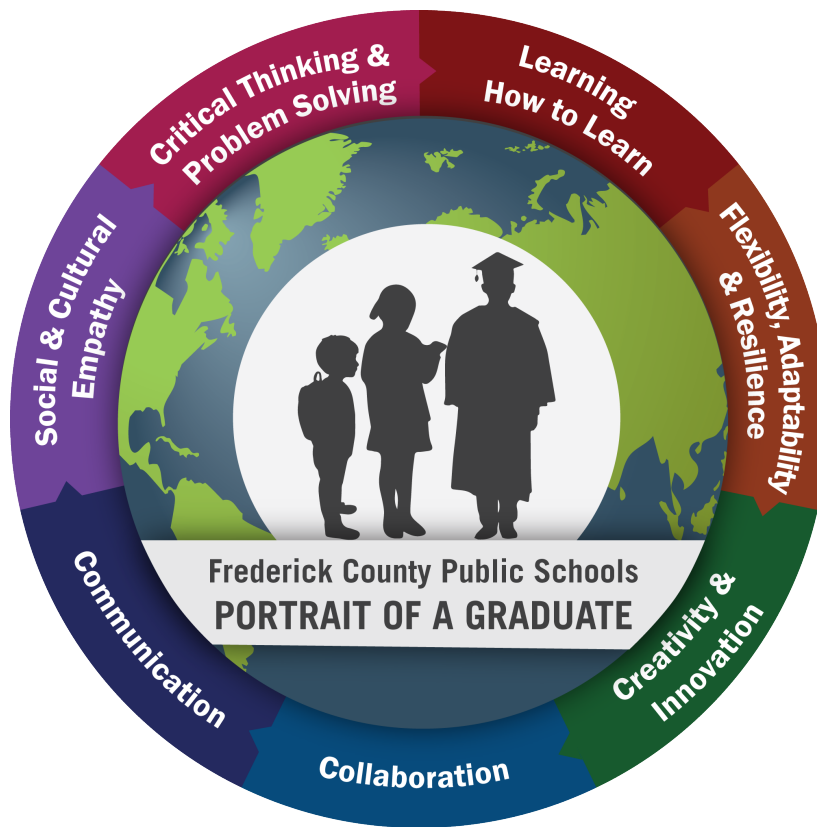 Critical Thinking &
Problem Solving
Learning
How to Learn
Flexibility, Adaptability
& Resilience
Creativity &
Innovation
Collaboration
Communication
Social & Cultural
Empathy
Frederick County Public Schools
PORTRAIT OF A GRADUATE